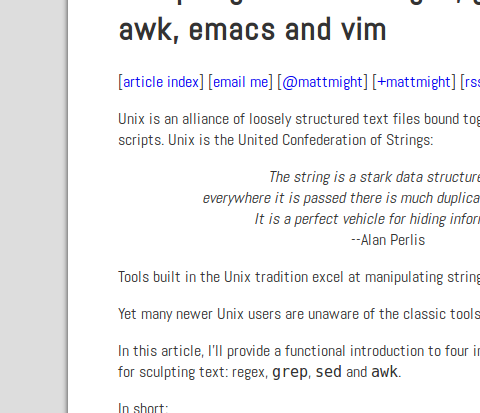 awk, emacs and vim
[article index] [email me] [@mattmight] [+mattmight] [rss
Unix is an alliance of loosely structured text files bound tog
scripts. Unix is the United Confederation of Strings:
The string is a stark data structure
everywhere it is passed there is much duplica
It is a perfect vehicle for hiding infor
--Alan Perlis
Tools built in the Unix tradition excel at manipulating string
Yet many newer Unix users are unaware of the classic tools
In this article, I'll provide a functional introduction to four in
for sculpting text: regex, grep, sed and awk.
In short: